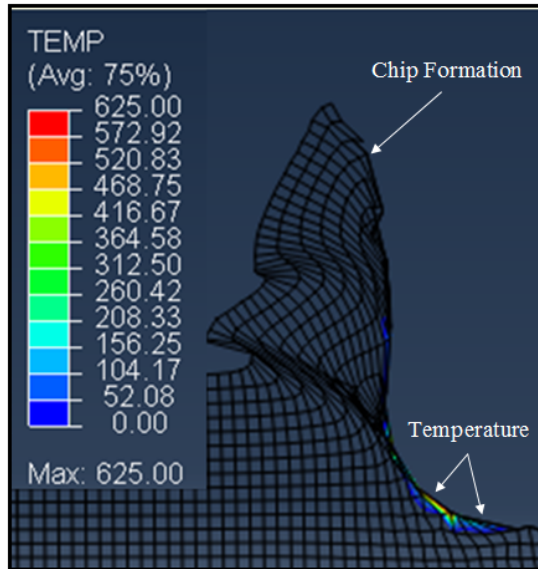 TEMP
(Avg: 75%)
625.00
572.92
520.83
468.75
416.67
364.58
312.50
260.42
208.33
156.25
104.17
52.08
0.00
Max: 625.00
Chip Formation
Temperature